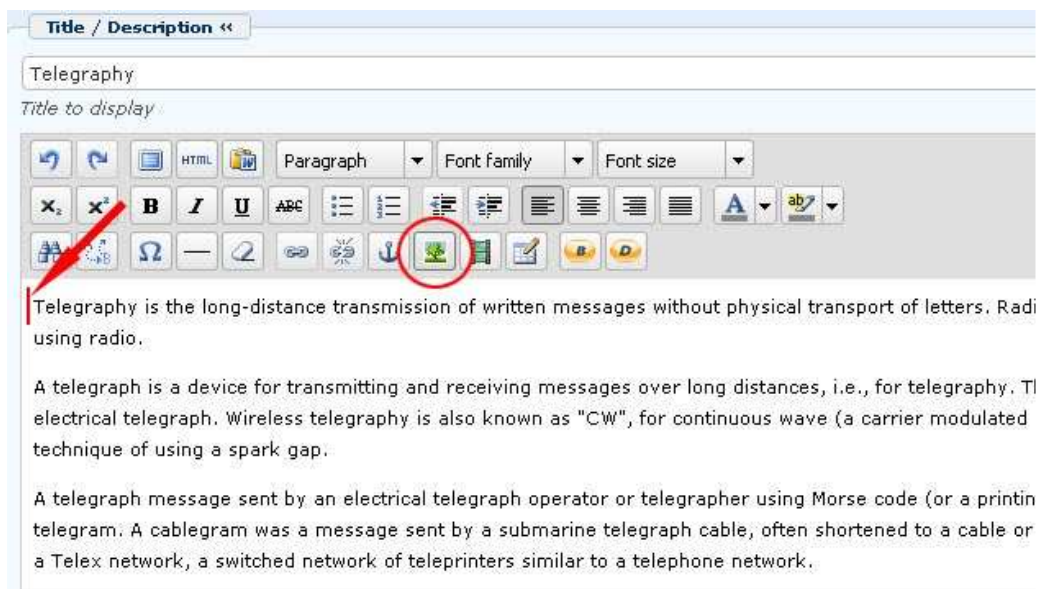 Title / Description «
Telegraphy
Title to display
HTML Paragraph Font family Font size
x₂ x² B I U ABC A ab
Ω B D
Telegraphy is the long-distance transmission of written messages without physical transport of letters. Radi
using radio.
A telegraph is a device for transmitting and receiving messages over long distances, i.e., for telegraphy. Tl
electrical telegraph. Wireless telegraphy is also known as "CW", for continuous wave (a carrier modulated
technique of using a spark gap.
A telegraph message sent by an electrical telegraph operator or telegrapher using Morse code (or a printin
telegram. A cablegram was a message sent by a submarine telegraph cable, often shortened to a cable or
a Telex network, a switched network of teleprinters similar to a telephone network.